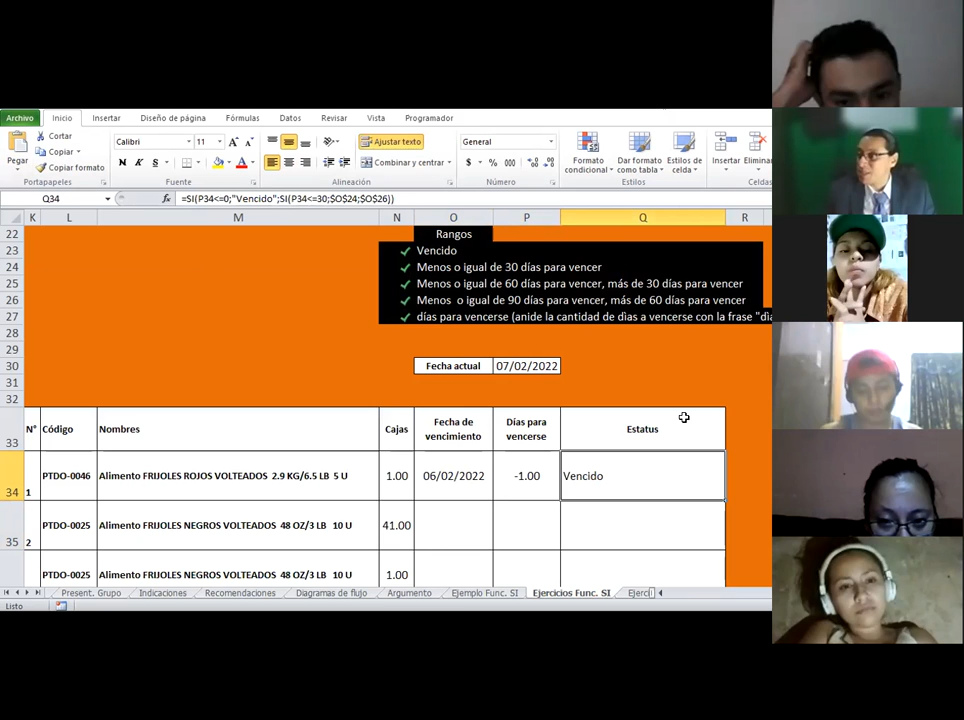 Archivo Inicio Insertar Diseño de página Fórmulas Datos Revisar Vista Programador
Pegar
Cortar
Copiar
Copiar formato
Portapapeles
Calibri 11
N K S
Fuente
Ajustar texto
Combinar y centrar
Alineación
General
$ % 000
Número
Formato condicional
Dar formato como tabla
Estilos de celda
Estilos
Insertar
Eliminar
Celdas
Q34 fx =SI(P34<=0;"Vencido";SI(P34<=30;$O$24;$O$26))
K L M N O P Q R
22 Rangos
23 Vencido
24 Menos o igual de 30 días para vencer
25 Menos o igual de 60 días para vencer, más de 30 días para vencer
26 Menos o igual de 90 días para vencer, más de 60 días para vencer
27 días para vencerse (anide la cantidad de dìas a vencerse con la frase "dìa
28
29
30 Fecha actual 07/02/2022
31
32
33 N° Código Nombres Cajas Fecha de vencimiento Días para vencerse Estatus
34 1 PTDO-0046 Alimento FRIJOLES ROJOS VOLTEADOS 2.9 KG/6.5 LB 5 U 1.00 06/02/2022 -1.00 Vencido
35 2 PTDO-0025 Alimento FRIJOLES NEGROS VOLTEADOS 48 OZ/3 LB 10 U 41.00
PTDO-0025 Alimento FRIJOLES NEGROS VOLTEADOS 48 OZ/3 LB 10 U 1.00
Present. Grupo Indicaciones Recomendaciones Diagramas de flujo Argumento Ejemplo Func. SI Ejercicios Func. SI Ejerci
Listo